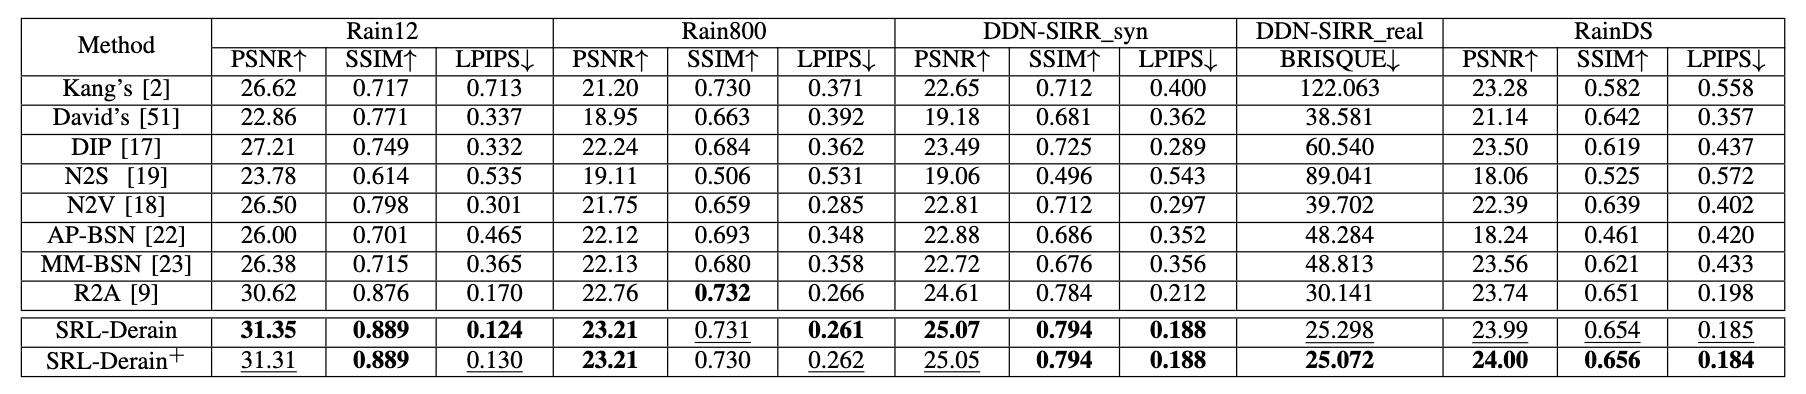 Method Rain12 Rain800 DDN-SIRR_syn DDN-SIRR_real RainDS
PSNR↑ SSIM↑ LPIPS↓ PSNR↑ SSIM↑ LPIPS↓ PSNR↑ SSIM↑ LPIPS↓ BRISQUE↓ PSNR↑ SSIM↑ LPIPS↓
Kang's [2] 26.62 0.717 0.713 21.20 0.730 0.371 22.65 0.712 0.400 122.063 23.28 0.582 0.558
David's [51] 22.86 0.771 0.337 18.95 0.663 0.392 19.18 0.681 0.362 38.581 21.14 0.642 0.357
DIP [17] 27.21 0.749 0.332 22.24 0.684 0.362 23.49 0.725 0.289 60.540 23.50 0.619 0.437
N2S [19] 23.78 0.614 0.535 19.11 0.506 0.531 19.06 0.496 0.543 89.041 18.06 0.525 0.572
N2V [18] 26.50 0.798 0.301 21.75 0.659 0.285 22.81 0.712 0.297 39.702 22.39 0.639 0.402
AP-BSN [22] 26.00 0.701 0.465 22.12 0.693 0.348 22.88 0.686 0.352 48.284 18.24 0.461 0.420
MM-BSN [23] 26.38 0.715 0.365 22.13 0.680 0.358 22.72 0.676 0.356 48.813 23.56 0.621 0.433
R2A [9] 30.62 0.876 0.170 22.76 0.732 0.266 24.61 0.784 0.212 30.141 23.74 0.651 0.198
SRL-Derain 31.35 0.889 0.124 23.21 0.731 0.261 25.07 0.794 0.188 25.298 23.99 0.654 0.185
SRL-Derain+ 31.31 0.889 0.130 23.21 0.730 0.262 25.05 0.794 0.188 25.072 24.00 0.656 0.184